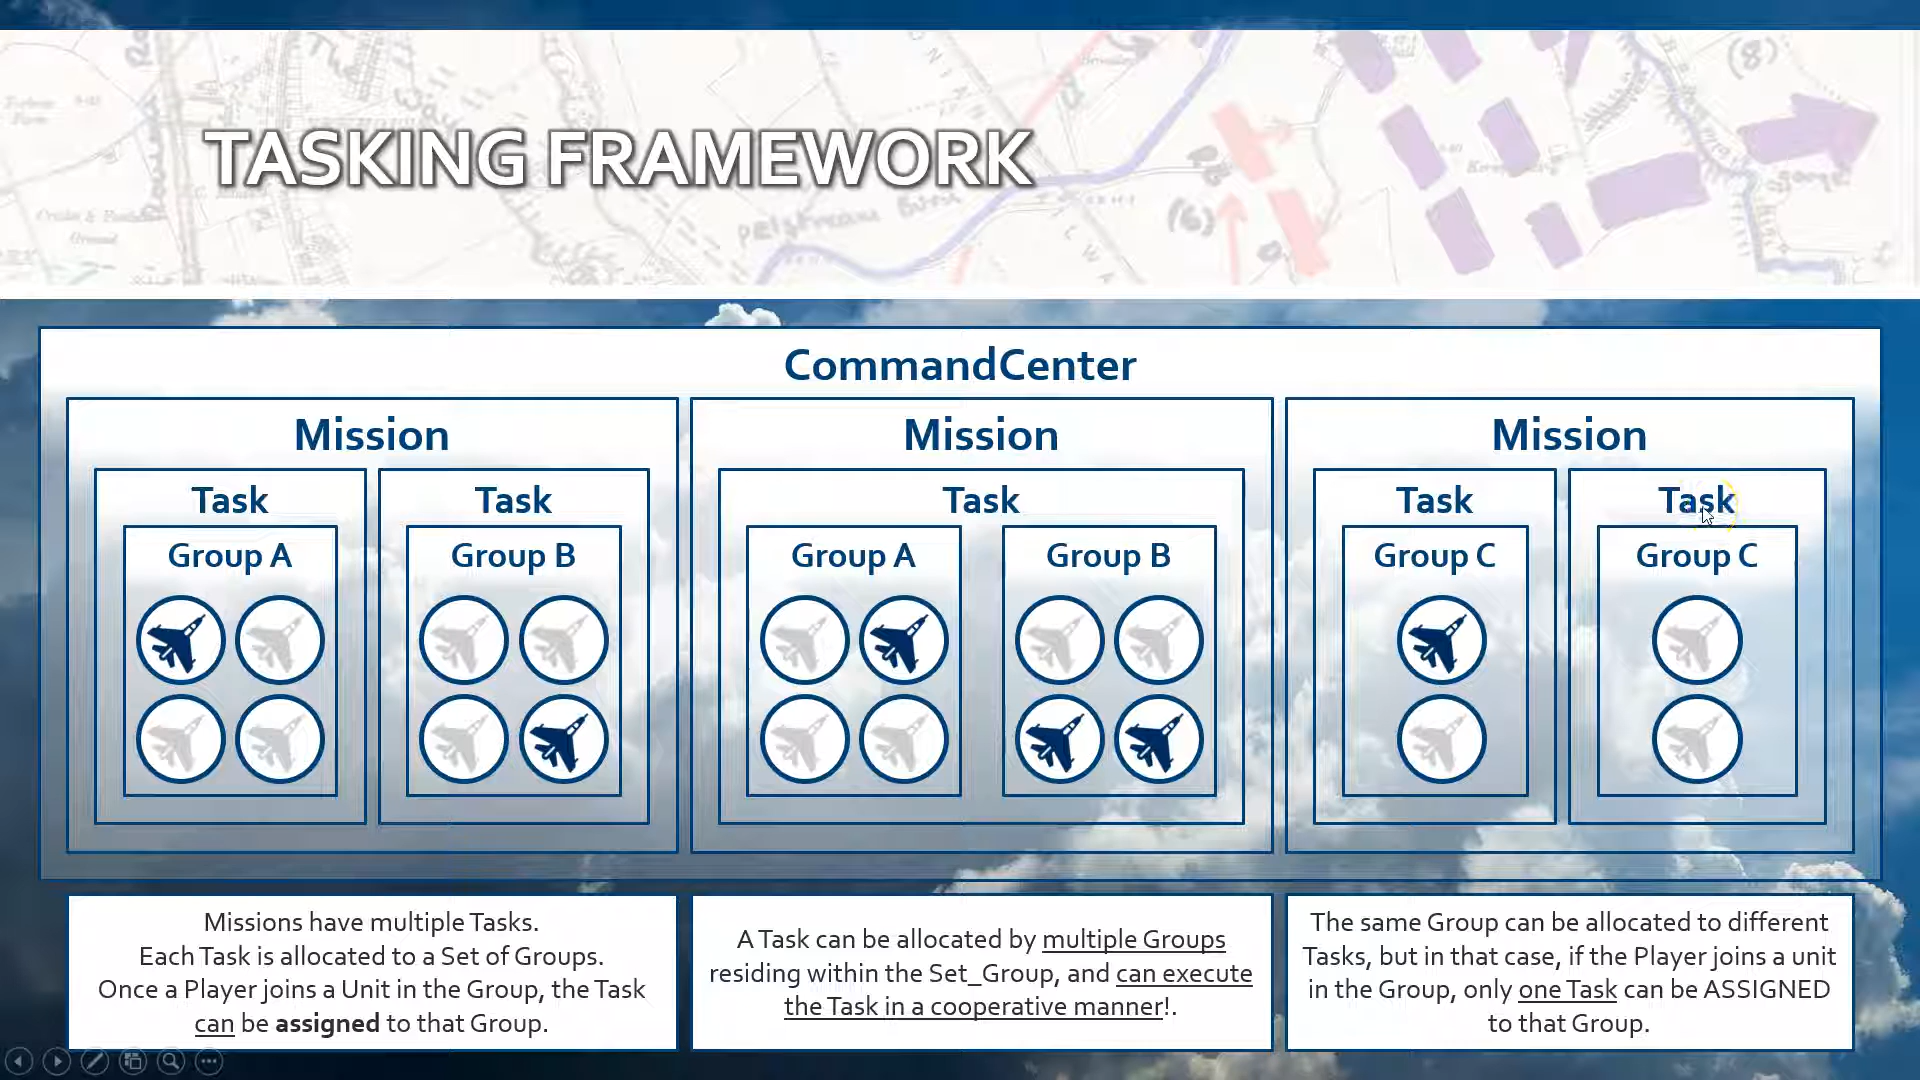 (8)
TASKING FRAMEWORK
(6)
CommandCenter
Mission
Mission
Mission
Task
Task
Task
Task
Task
Group A
Group B
Group A
Group B
Group C
Group C
Missions have multiple Tasks.
Each Task is allocated to a Set of Groups.
Once a Player joins a Unit in the Group, the Task
can be assigned to that Group.
A Task can be allocated by multiple Groups
residing within the Set_Group, and can execute
the Task in a cooperative manner!.
The same Group can be allocated to different
Tasks, but in that case, if the Player joins a unit
in the Group, only one Task can be ASSIGNED
to that Group.